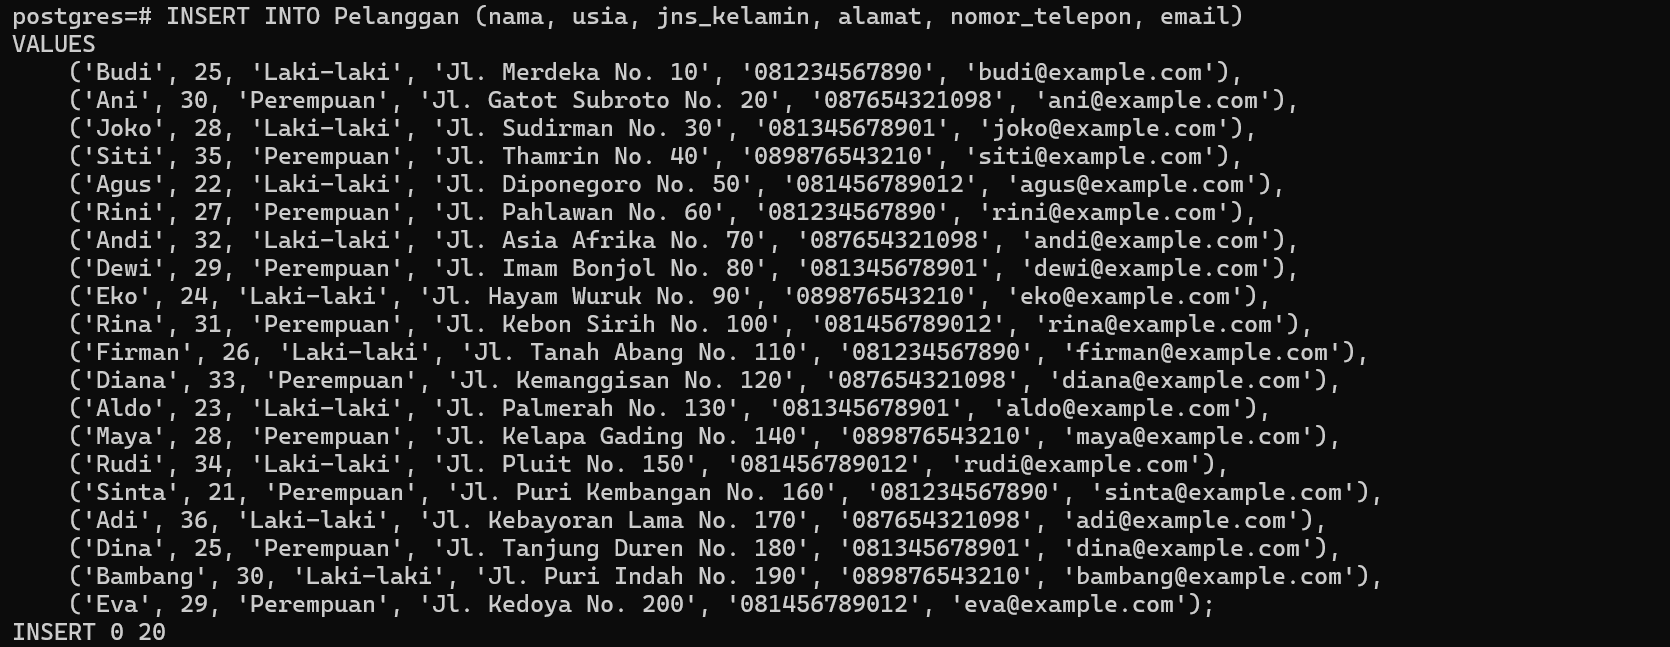 postgres=# INSERT INTO Pelanggan (nama, usia, jns_kelamin, alamat, nomor_telepon, email)
VALUES
    ('Budi', 25, 'Laki-laki', 'Jl. Merdeka No. 10', '081234567890', 'budi@example.com'),
    ('Ani', 30, 'Perempuan', 'Jl. Gatot Subroto No. 20', '087654321098', 'ani@example.com'),
    ('Joko', 28, 'Laki-laki', 'Jl. Sudirman No. 30', '081345678901', 'joko@example.com'),
    ('Siti', 35, 'Perempuan', 'Jl. Thamrin No. 40', '089876543210', 'siti@example.com'),
    ('Agus', 22, 'Laki-laki', 'Jl. Diponegoro No. 50', '081456789012', 'agus@example.com'),
    ('Rini', 27, 'Perempuan', 'Jl. Pahlawan No. 60', '081234567890', 'rini@example.com'),
    ('Andi', 32, 'Laki-laki', 'Jl. Asia Afrika No. 70', '087654321098', 'andi@example.com'),
    ('Dewi', 29, 'Perempuan', 'Jl. Imam Bonjol No. 80', '081345678901', 'dewi@example.com'),
    ('Eko', 24, 'Laki-laki', 'Jl. Hayam Wuruk No. 90', '089876543210', 'eko@example.com'),
    ('Rina', 31, 'Perempuan', 'Jl. Kebon Sirih No. 100', '081456789012', 'rina@example.com'),
    ('Firman', 26, 'Laki-laki', 'Jl. Tanah Abang No. 110', '081234567890', 'firman@example.com'),
    ('Diana', 33, 'Perempuan', 'Jl. Kemanggisan No. 120', '087654321098', 'diana@example.com'),
    ('Aldo', 23, 'Laki-laki', 'Jl. Palmerah No. 130', '081345678901', 'aldo@example.com'),
    ('Maya', 28, 'Perempuan', 'Jl. Kelapa Gading No. 140', '089876543210', 'maya@example.com'),
    ('Rudi', 34, 'Laki-laki', 'Jl. Pluit No. 150', '081456789012', 'rudi@example.com'),
    ('Sinta', 21, 'Perempuan', 'Jl. Puri Kembangan No. 160', '081234567890', 'sinta@example.com'),
    ('Adi', 36, 'Laki-laki', 'Jl. Kebayoran Lama No. 170', '087654321098', 'adi@example.com'),
    ('Dina', 25, 'Perempuan', 'Jl. Tanjung Duren No. 180', '081345678901', 'dina@example.com'),
    ('Bambang', 30, 'Laki-laki', 'Jl. Puri Indah No. 190', '089876543210', 'bambang@example.com'),
    ('Eva', 29, 'Perempuan', 'Jl. Kedoya No. 200', '081456789012', 'eva@example.com');
INSERT 0 20